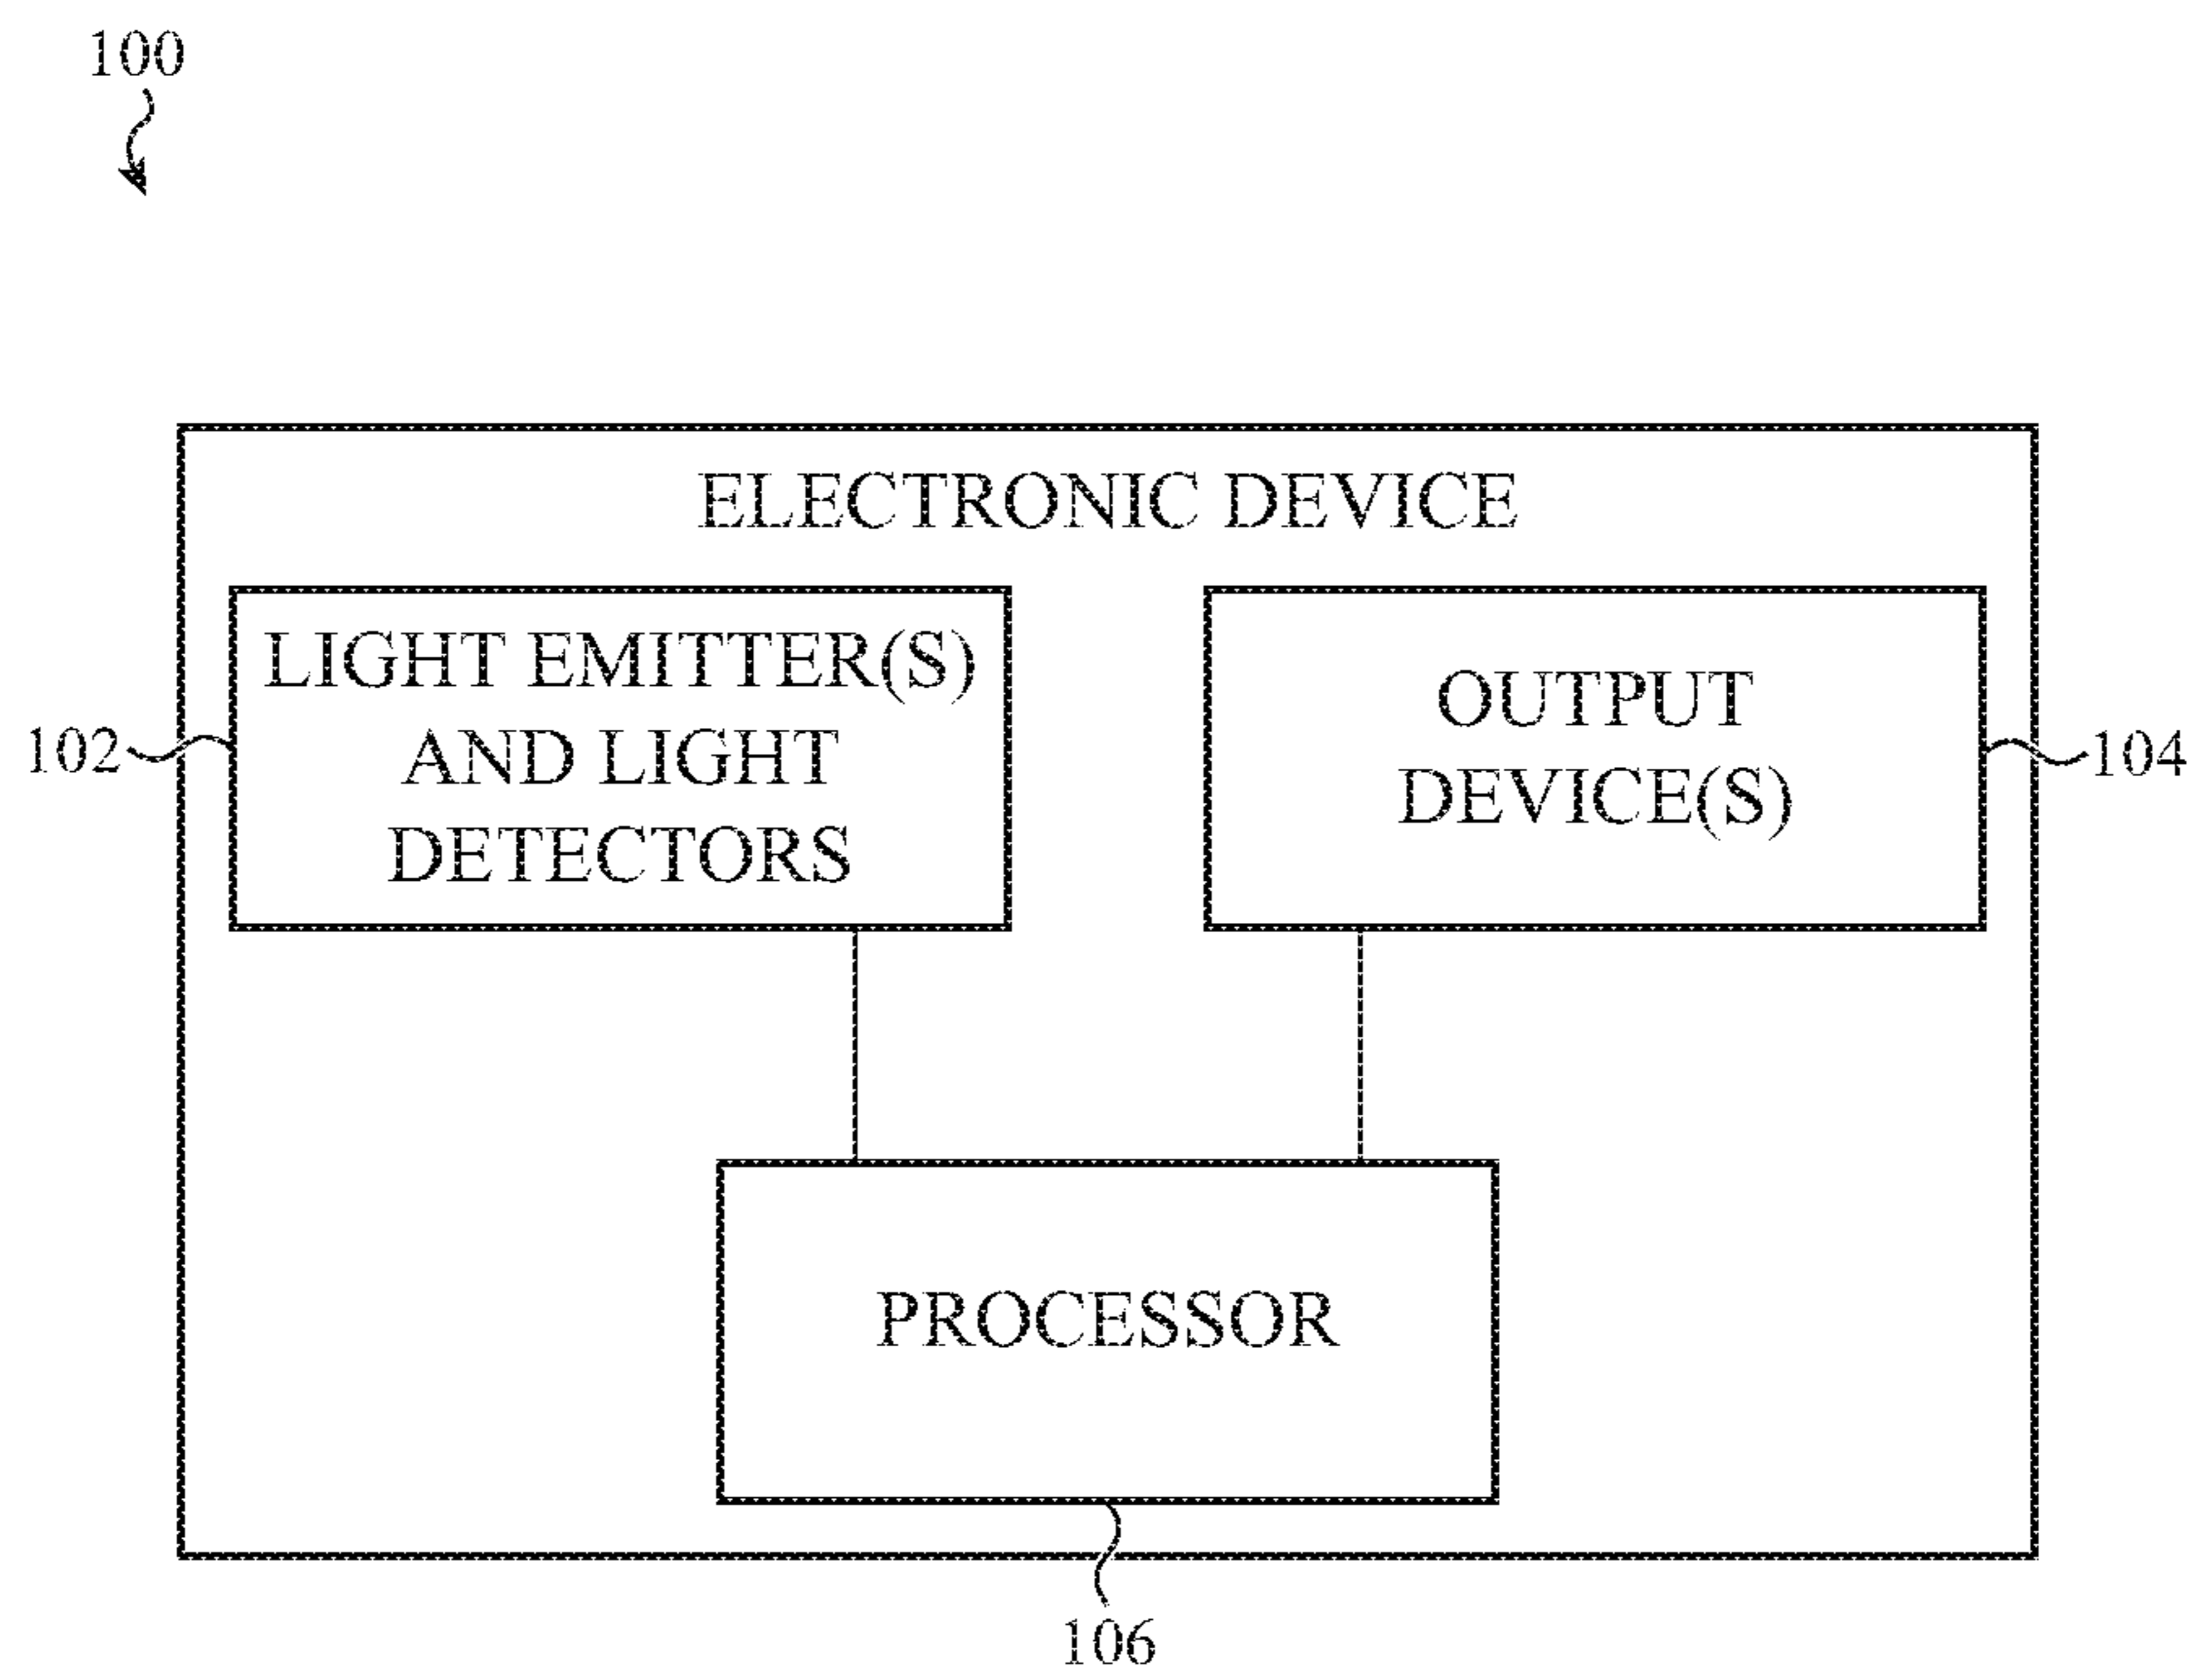 100
ELECTRONIC DEVICE
LIGHT EMITTER(S)
AND LIGHT
DETECTORS
102
OUTPUT
DEVICE(S)
104
PROCESSOR
106